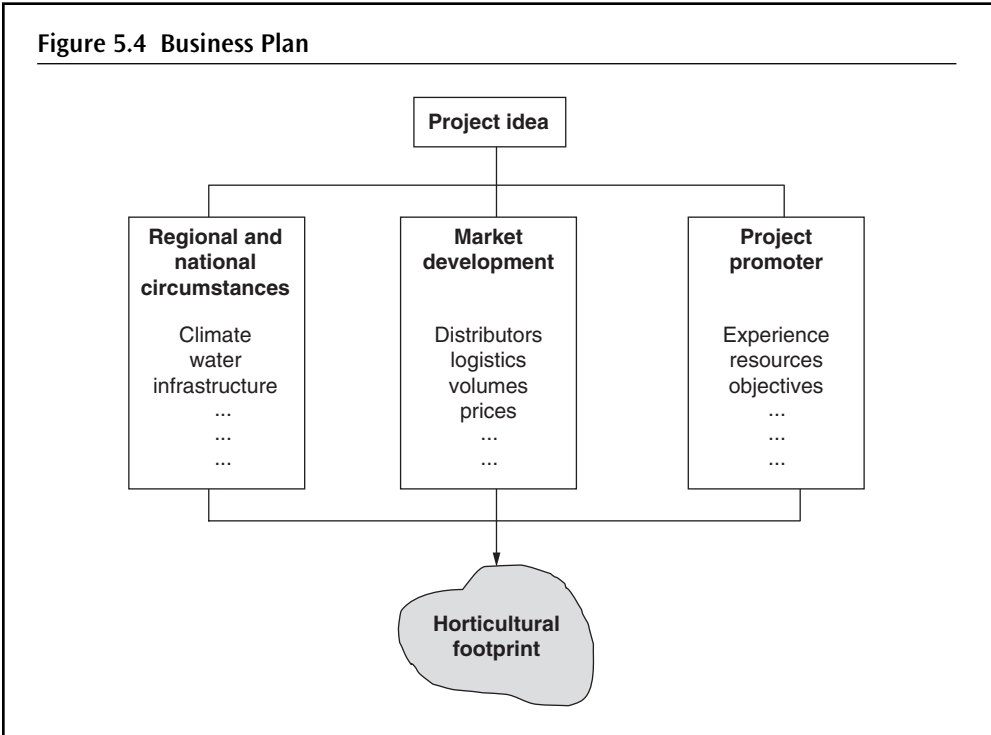 Figure 5.4 Business Plan
Project idea
Regional and
national
circumstances
Climate
water
infrastructure
...
...
...
Market
development
Distributors
logistics
volumes
prices
...
...
Project
promoter
Experience
resources
objectives
...
...
...
Horticultural
footprint